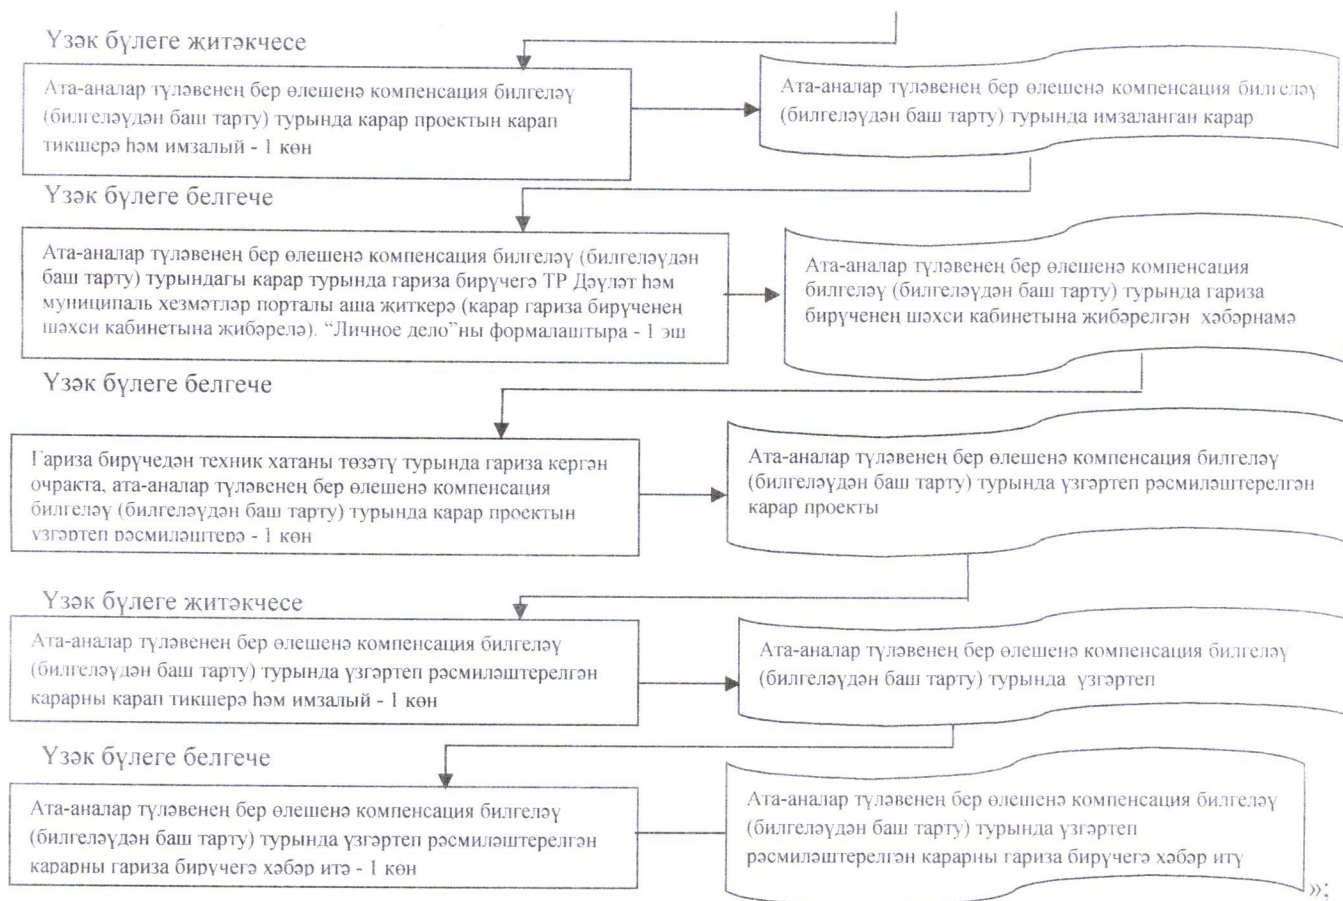 Үзәк бүлеге җитәкчесе
Ата-аналар түләвенең бер өлешенә компенсация билгеләү
(билгеләүдән баш тарту) турында карар проектын карап
тикшерә һәм имзалый - 1 көн
Ата-аналар түләвенең бер өлешенә компенсация билгеләү
(билгеләүдән баш тарту) турында имзаланган карар
Үзәк бүлеге белгече
Ата-аналар түләвенең бер өлешенә компенсация билгеләү (билгеләүдән
баш тарту) турындагы карар турында гариза бирүчегә ТР Дәүләт һәм
муниципаль хезмәтләр порталы аша җиткерә (карар гариза бирүченең
шәхси кабинетына җибәрелә). “Личное дело”ны формалаштыра - 1 эш
Ата-аналар түләвенең бер өлешенә компенсация
билгеләү (билгеләүдән баш тарту) турында гариза
бирүченең шәхси кабинетына җибәрелгән хәбәрнамә
Үзәк бүлеге белгече
Гариза бирүчедән техник хатаны төзәтү турында гариза кергән
очракта, ата-аналар түләвенең бер өлешенә компенсация
билгеләү (билгеләүдән баш тарту) турында карар проектын
үзгәртеп рәсмиләштерә - 1 көн
Ата-аналар түләвенең бер өлешенә компенсация билгеләү
(билгеләүдән баш тарту) турында үзгәртеп рәсмиләштерелгән
карар проекты
Үзәк бүлеге җитәкчесе
Ата-аналар түләвенең бер өлешенә компенсация билгеләү
(билгеләүдән баш тарту) турында үзгәртеп рәсмиләштерелгән
карарны карап тикшерә һәм имзалый - 1 көн
Ата-аналар түләвенең бер өлешенә компенсация билгеләү
(билгеләүдән баш тарту) турында үзгәртеп
Үзәк бүлеге белгече
Ата-аналар түләвенең бер өлешенә компенсация билгеләү
(билгеләүдән баш тарту) турында үзгәртеп рәсмиләштерелгән
карарны гариза бирүчегә хәбәр итә - 1 көн
Ата-аналар түләвенең бер өлешенә компенсация билгеләү
(билгеләүдән баш тарту) турында үзгәртеп
рәсмиләштерелгән карарны гариза бирүчегә хәбәр итү
»;